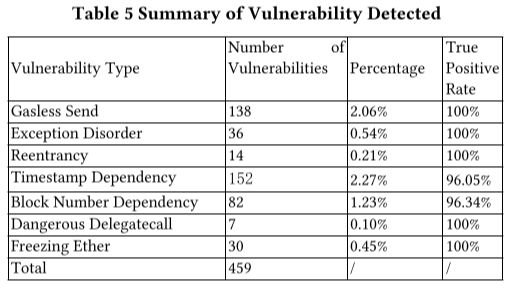 Table 5 Summary of Vulnerability Detected
Vulnerability Type Number of Vulnerabilities Percentage True Positive Rate
Gasless Send 138 2.06% 100%
Exception Disorder 36 0.54% 100%
Reentrancy 14 0.21% 100%
Timestamp Dependency 152 2.27% 96.05%
Block Number Dependency 82 1.23% 96.34%
Dangerous Delegatecall 7 0.10% 100%
Freezing Ether 30 0.45% 100%
Total 459 / /